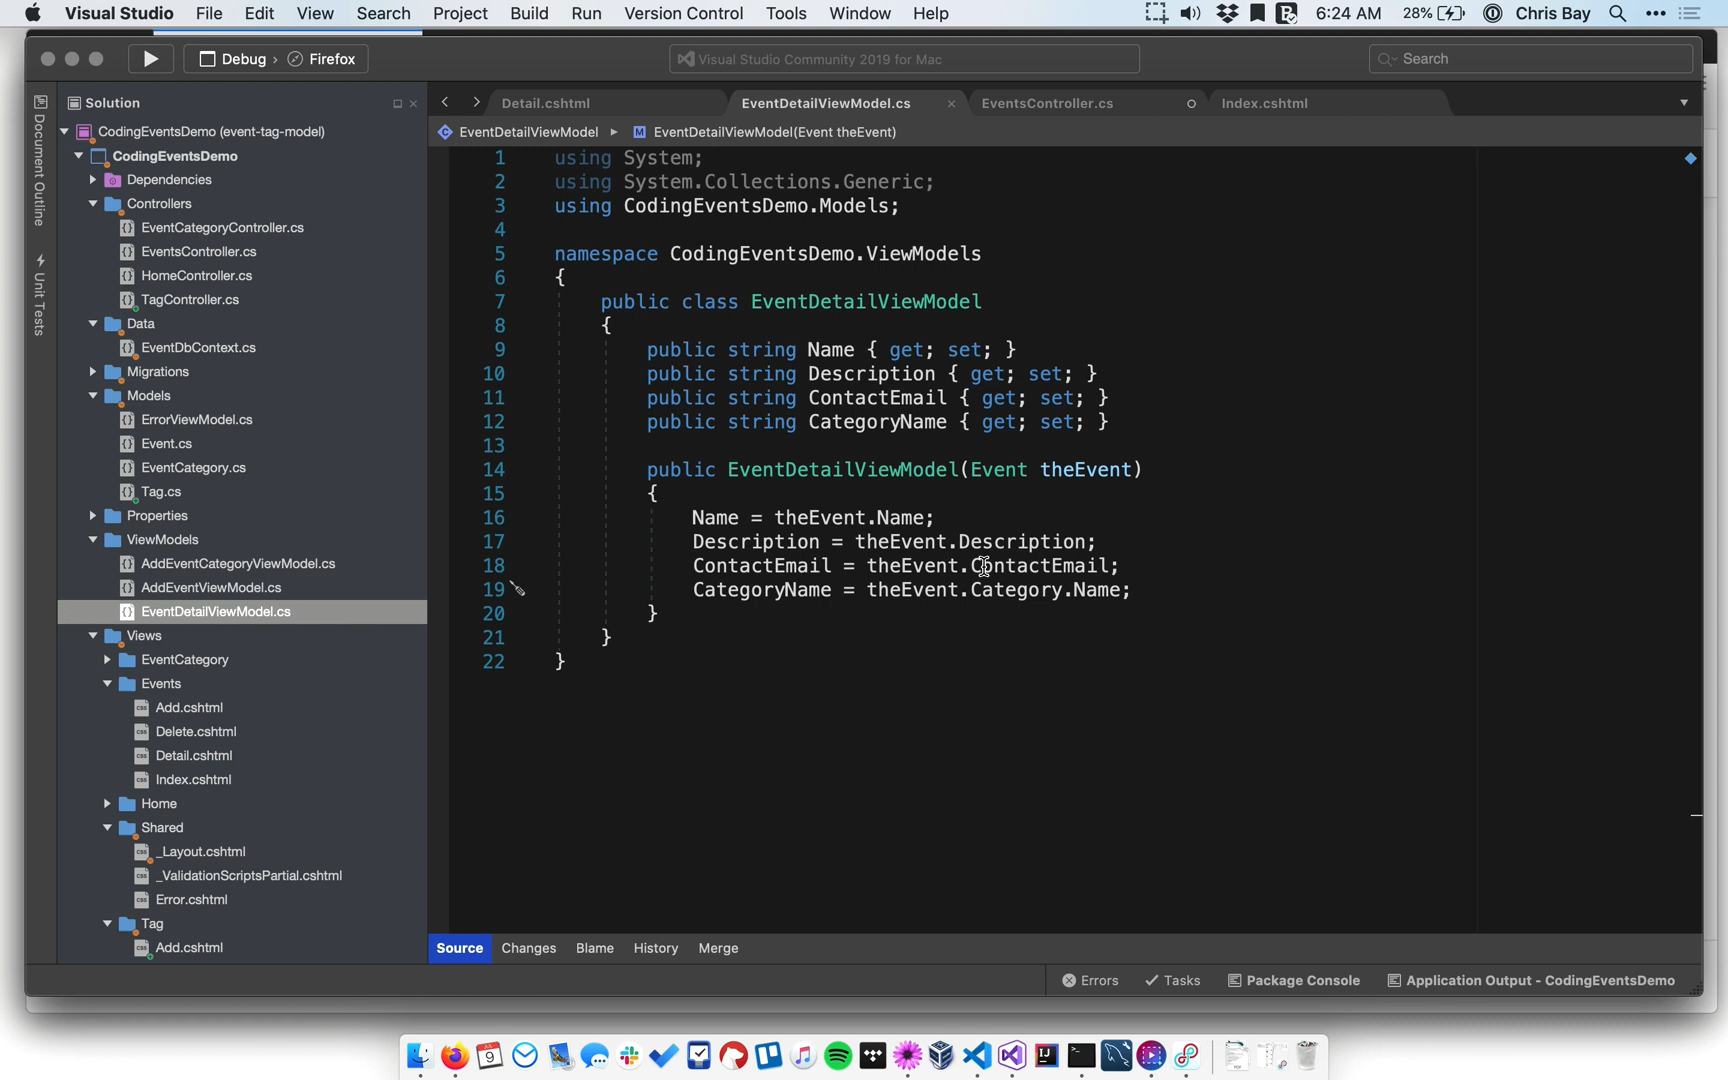 Visual Studio File Edit View Search Project Build Run Version Control Tools Window Help 6:24 AM 28% Chris Bay
Debug › Firefox
Visual Studio Community 2019 for Mac
Search
Document Outline
Unit Tests
Solution
CodingEventsDemo (event-tag-model)
CodingEventsDemo
Dependencies
Controllers
EventCategoryController.cs
EventsController.cs
HomeController.cs
TagController.cs
Data
EventDbContext.cs
Migrations
Models
ErrorViewModel.cs
Event.cs
EventCategory.cs
Tag.cs
Properties
ViewModels
AddEventCategoryViewModel.cs
AddEventViewModel.cs
EventDetailViewModel.cs
Views
EventCategory
Events
Add.cshtml
Delete.cshtml
Detail.cshtml
Index.cshtml
Home
Shared
_Layout.cshtml
_ValidationScriptsPartial.cshtml
Error.cshtml
Tag
Add.cshtml
Detail.cshtml EventDetailViewModel.cs EventsController.cs Index.cshtml
EventDetailViewModel EventDetailViewModel(Event theEvent)
1 using System;
2 using System.Collections.Generic;
3 using CodingEventsDemo.Models;
4
5 namespace CodingEventsDemo.ViewModels
6 {
7 public class EventDetailViewModel
8 {
9 public string Name { get; set; }
10 public string Description { get; set; }
11 public string ContactEmail { get; set; }
12 public string CategoryName { get; set; }
13
14 public EventDetailViewModel(Event theEvent)
15 {
16 Name = theEvent.Name;
17 Description = theEvent.Description;
18 ContactEmail = theEvent.ContactEmail;
19 CategoryName = theEvent.Category.Name;
20 }
21 }
22 }
Source Changes Blame History Merge
Errors Tasks Package Console Application Output - CodingEventsDemo